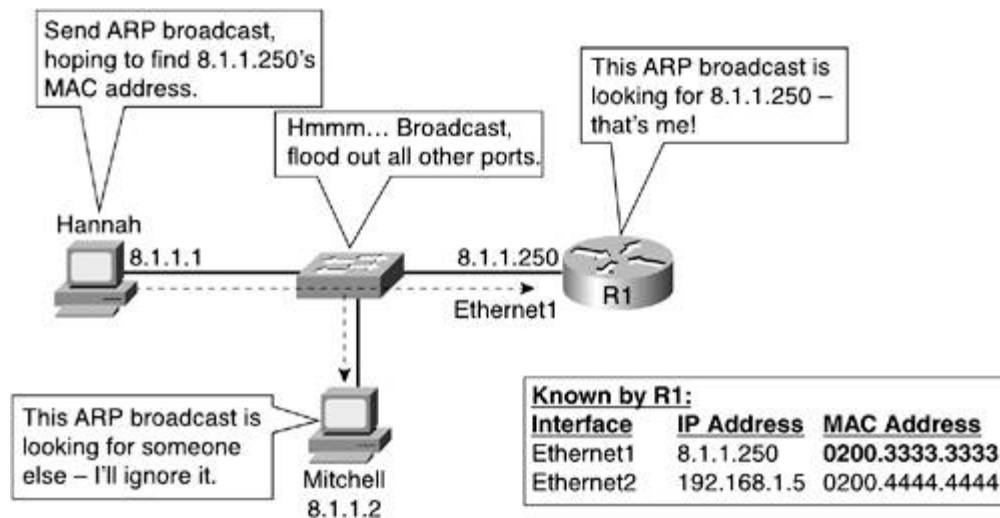 Send ARP broadcast,
hoping to find 8.1.1.250's
MAC address.
This ARP broadcast is
looking for 8.1.1.250 –
that's me!
Hmmm... Broadcast,
flood out all other ports.
Hannah
8.1.1.1
8.1.1.250
Ethernet1
R1
This ARP broadcast is
looking for someone
else – I'll ignore it.
Mitchell
8.1.1.2
Known by R1:
Interface IP Address MAC Address
Ethernet1 8.1.1.250 0200.3333.3333
Ethernet2 192.168.1.5 0200.4444.4444